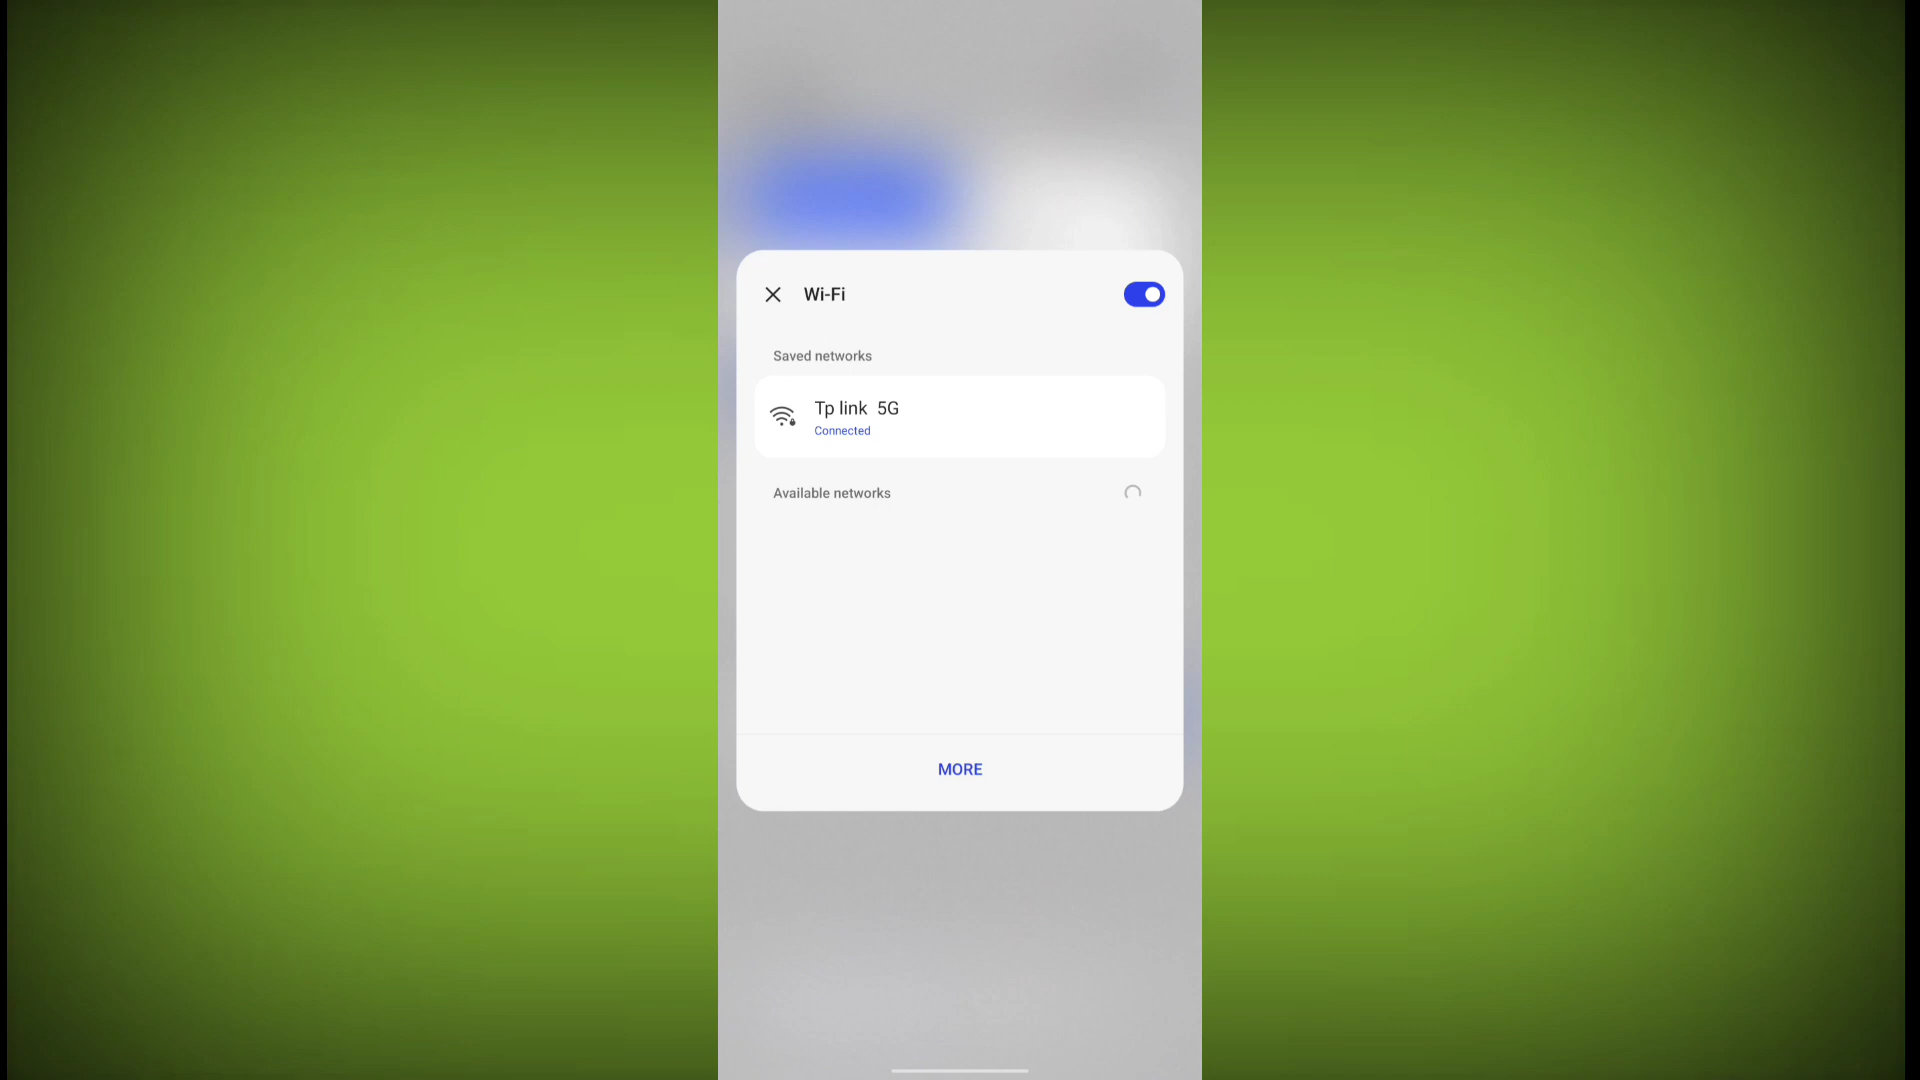 Wi-Fi
Saved networks
Tp link  5G
Connected
Available networks
MORE